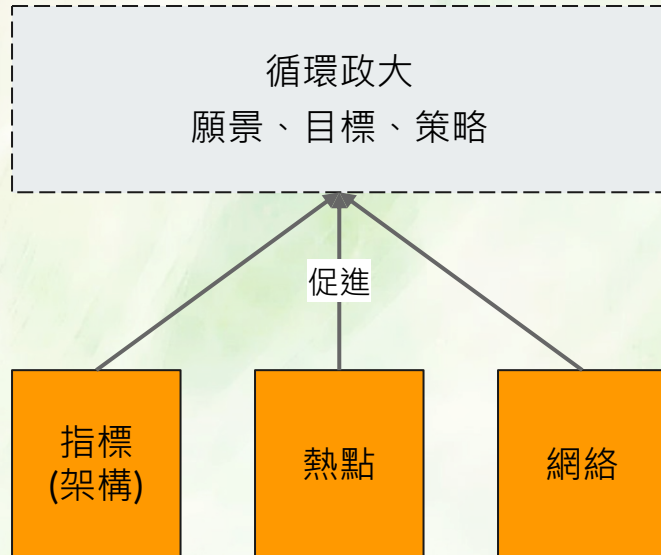 循環政大
願景、目標、策略
促進
指標
(架構)
熱點
網絡